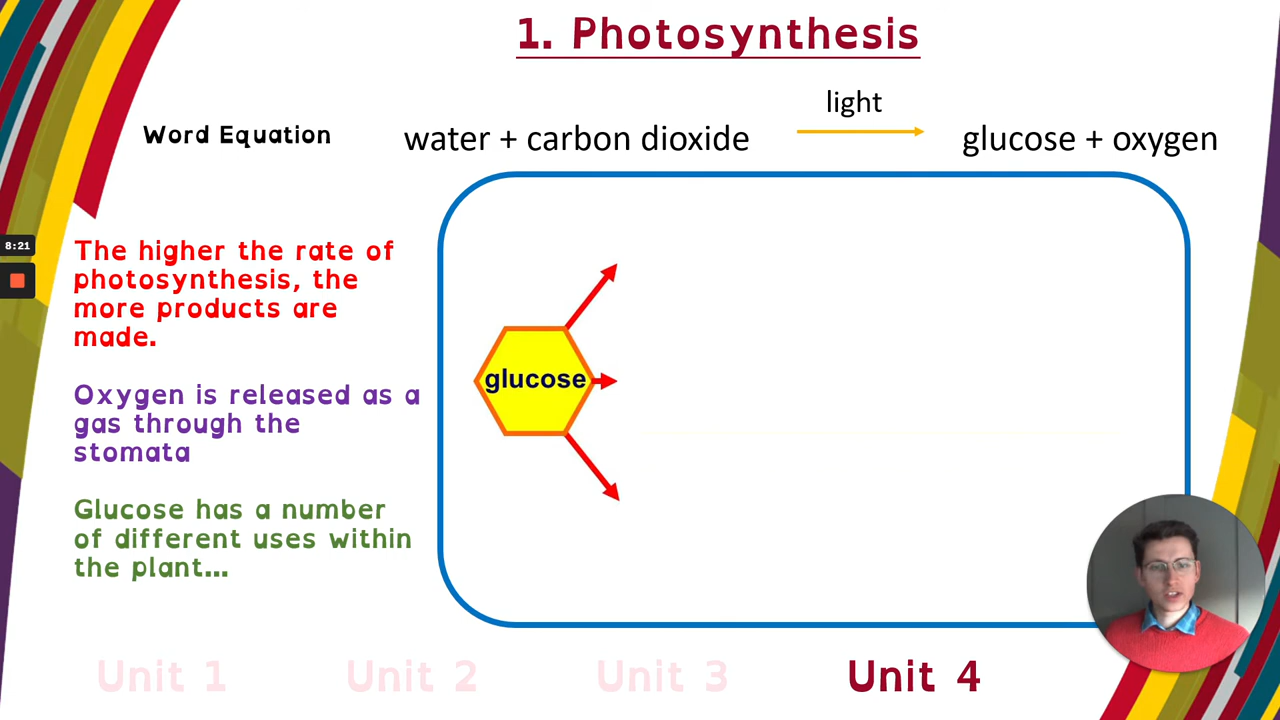 1. Photosynthesis
light
Word Equation
water + carbon dioxide
glucose + oxygen
8:21
The higher the rate of
photosynthesis, the
more products are
made.
Oxygen is released as a
gas through the
stomata
Glucose has a number
of different uses within
the plant...
glucose
Unit 1
Unit 2
Unit 3
Unit 4